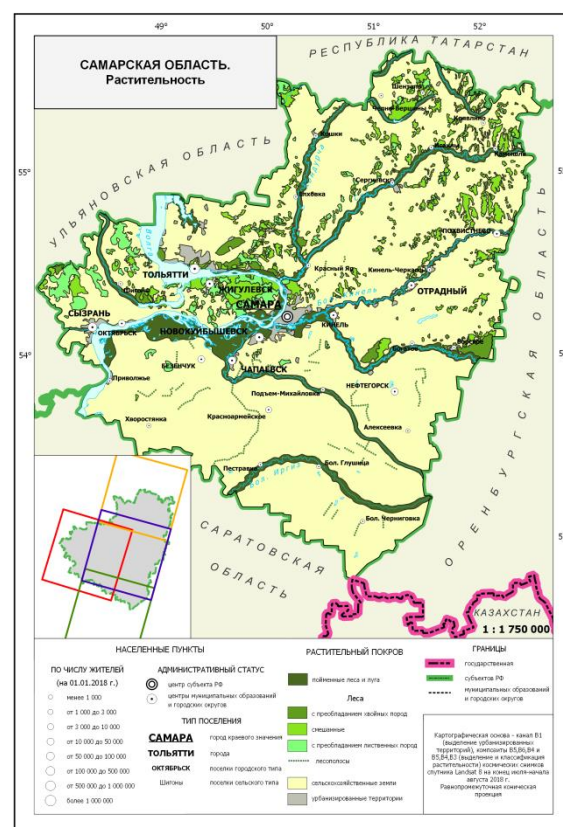 49° 50° 51° 52°
САМАРСКАЯ ОБЛАСТЬ.
Растительность
РЕСПУБЛИКА ТАТАРСТАН
УЛЬЯНОВСКАЯ ОБЛАСТЬ
ОРЕНБУРГСКАЯ ОБЛАСТЬ
САРАТОВСКАЯ
ОБЛАСТЬ
КАЗАХСТАН
1 : 1 750 000
55°
54°
Кошки
Сергиевск
ПОХВИСТНЕВО
Красный Яр
Кинель-Черкассы
ТОЛЬЯТТИ
ЖИГУЛЕВСК
ОТРАДНЫЙ
САМАРА
СЫЗРАНЬ
ОКТЯБРЬСК
НОВОКУЙБЫШЕВСК
КИНЕЛЬ
БЕЗЕНЧУК
ЧАПАЕВСК
Приволжье
Подъем-Михайловка
НЕФТЕГОРСК
Хворостянка
Красноармейское
Алексеевка
Пестравка
Бол. Глушица
Бол. Иргиз
Бол. Черниговка
НАСЕЛЕННЫЕ ПУНКТЫ
ПО ЧИСЛУ ЖИТЕЛЕЙ
(на 01.01.2018 г.)
менее 1 000
от 1 000 до 3 000
от 3 000 до 10 000
от 10 000 до 50 000
от 50 000 до 100 000
от 100 000 до 500 000
от 500 000 до 1 000 000
более 1 000 000
АДМИНИСТРАТИВНЫЙ СТАТУС
центр субъекта РФ
центры муниципальных образований
и городских округов
ТИП ПОСЕЛЕНИЯ
САМАРА город краевого значения
ТОЛЬЯТТИ города
ОКТЯБРЬСК поселки городского типа
Шигоны поселки сельского типа
РАСТИТЕЛЬНЫЙ ПОКРОВ
пойменные леса и луга
Леса
с преобладанием хвойных пород
смешанные
с преобладанием лиственных пород
лесополосы
сельскохозяйственные земли
урбанизированные территории
ГРАНИЦЫ
государственная
субъектов РФ
муниципальных образований
и городских округов
Картографическая основа - канал B1
(выделение урбанизированных
территорий), композиты B5,B6,B4 и
B5,B4,B3 (выделение и классификация
растительности) космических снимков
спутника Landsat 8 на конец июля-начала
августа 2018 г.
Равнопромежуточная коническая
проекция